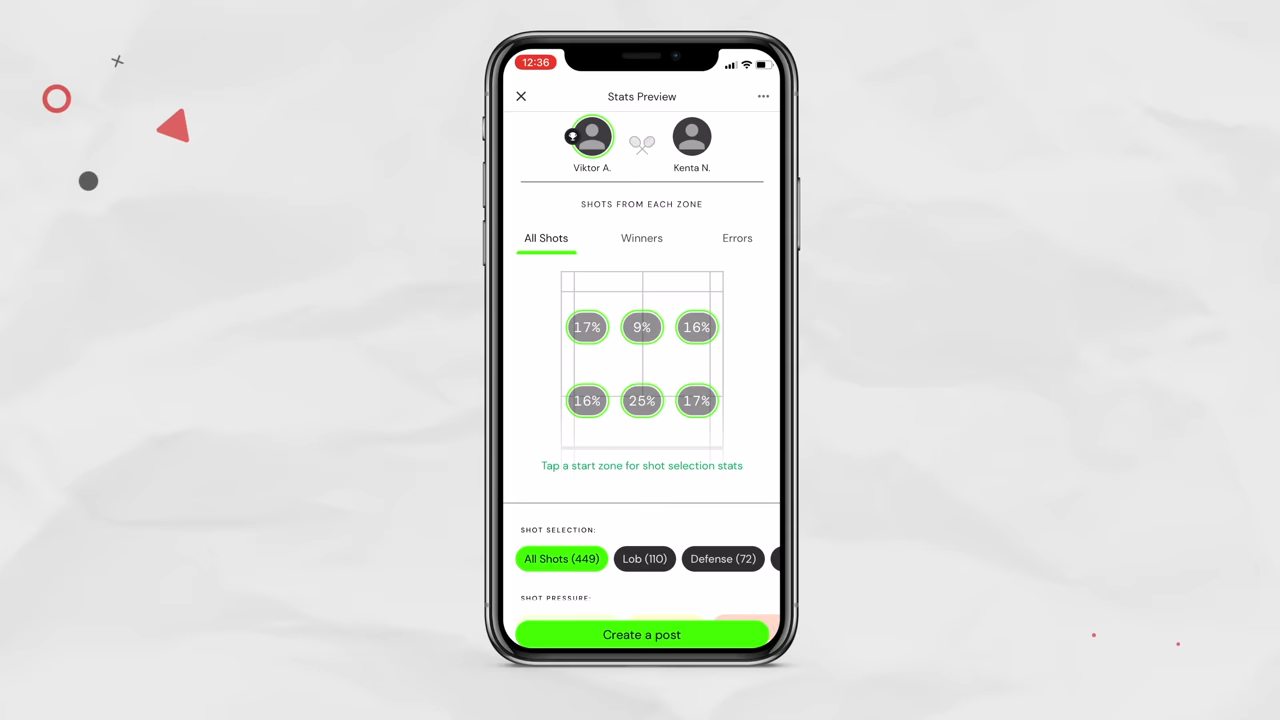 12:36
Stats Preview
Viktor A.
Kenta N.
SHOTS FROM EACH ZONE
All Shots
Winners
Errors
17%
9%
16%
16%
25%
17%
Tap a start zone for shot selection stats
SHOT SELECTION:
All Shots (449)
Lob (110)
Defense (72)
SHOT PRESSURE:
Create a post